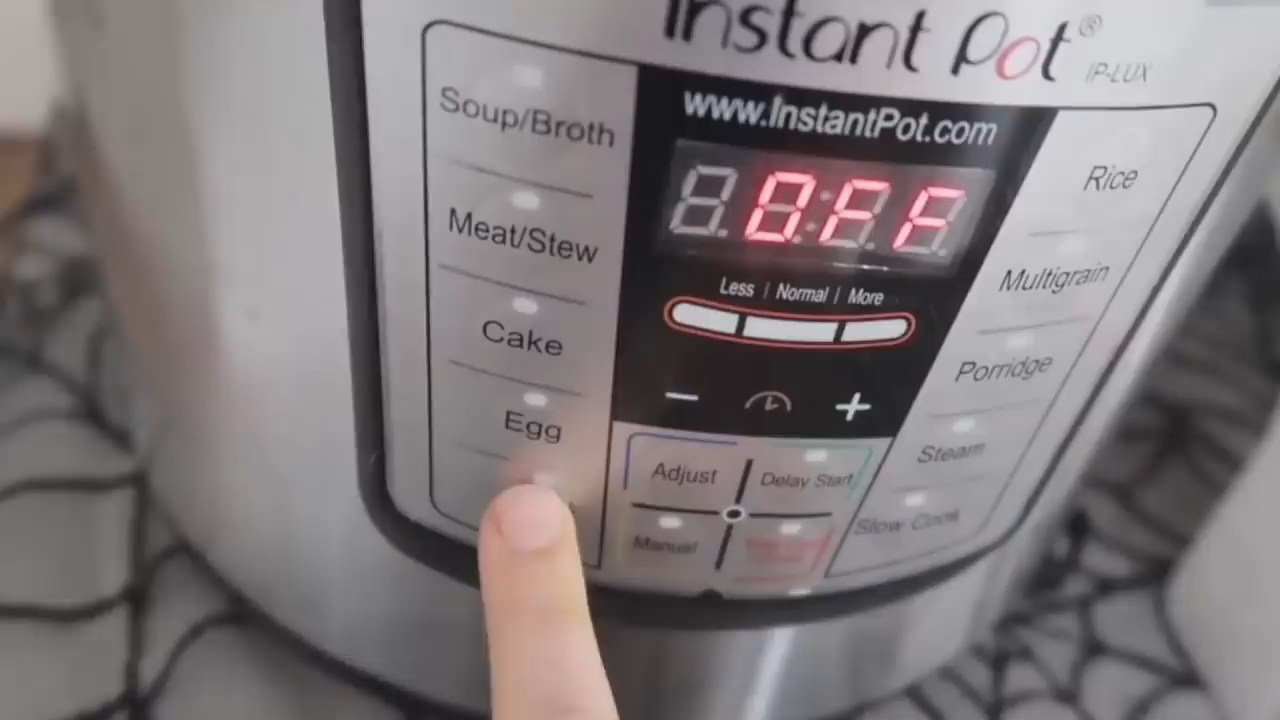 Instant Pot®
IP-LUX
www.InstantPot.com
OFF
Less | Normal | More
Soup/Broth
Meat/Stew
Cake
Egg
Rice
Multigrain
Porridge
Steam
Slow Cook
− +
Adjust
Delay Start
Manual